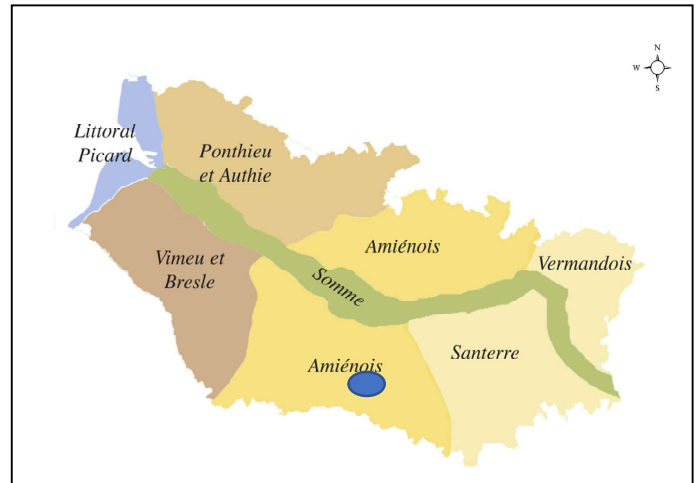 N
W
S
Littoral
Picard
Ponthieu
et Authie
Amiénois
Vermandois
Vimeu et
Bresle
Somme
Santerre
Amiénois